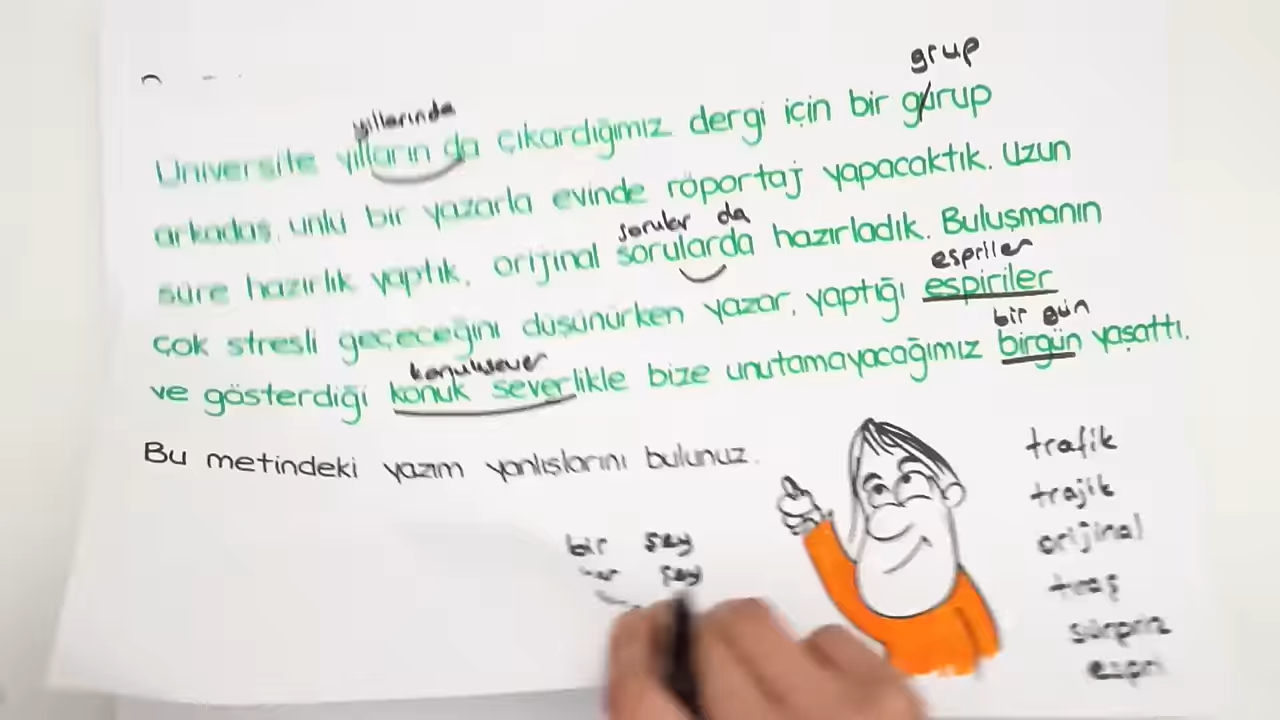 grup
yıllarında
Üniversite yılların da çıkardığımız dergi için bir gurup
arkadaş, ünlü bir yazarla evinde röportaj yapacaktık. Uzun
sorular da
süre hazırlık yaptık, orijinal sorularda hazırladık. Buluşmanın
espriler
çok stresli geçeceğini düşünürken yazar, yaptığı espiriler
bir gün
konuksever
ve gösterdiği konuk severlikle bize unutamayacağımız birgün yaşattı.
Bu metindeki yazım yanlışlarını bulunuz.
trafik
trajik
orijinal
tıraş
sürpriz
espri
bir şey
her şey